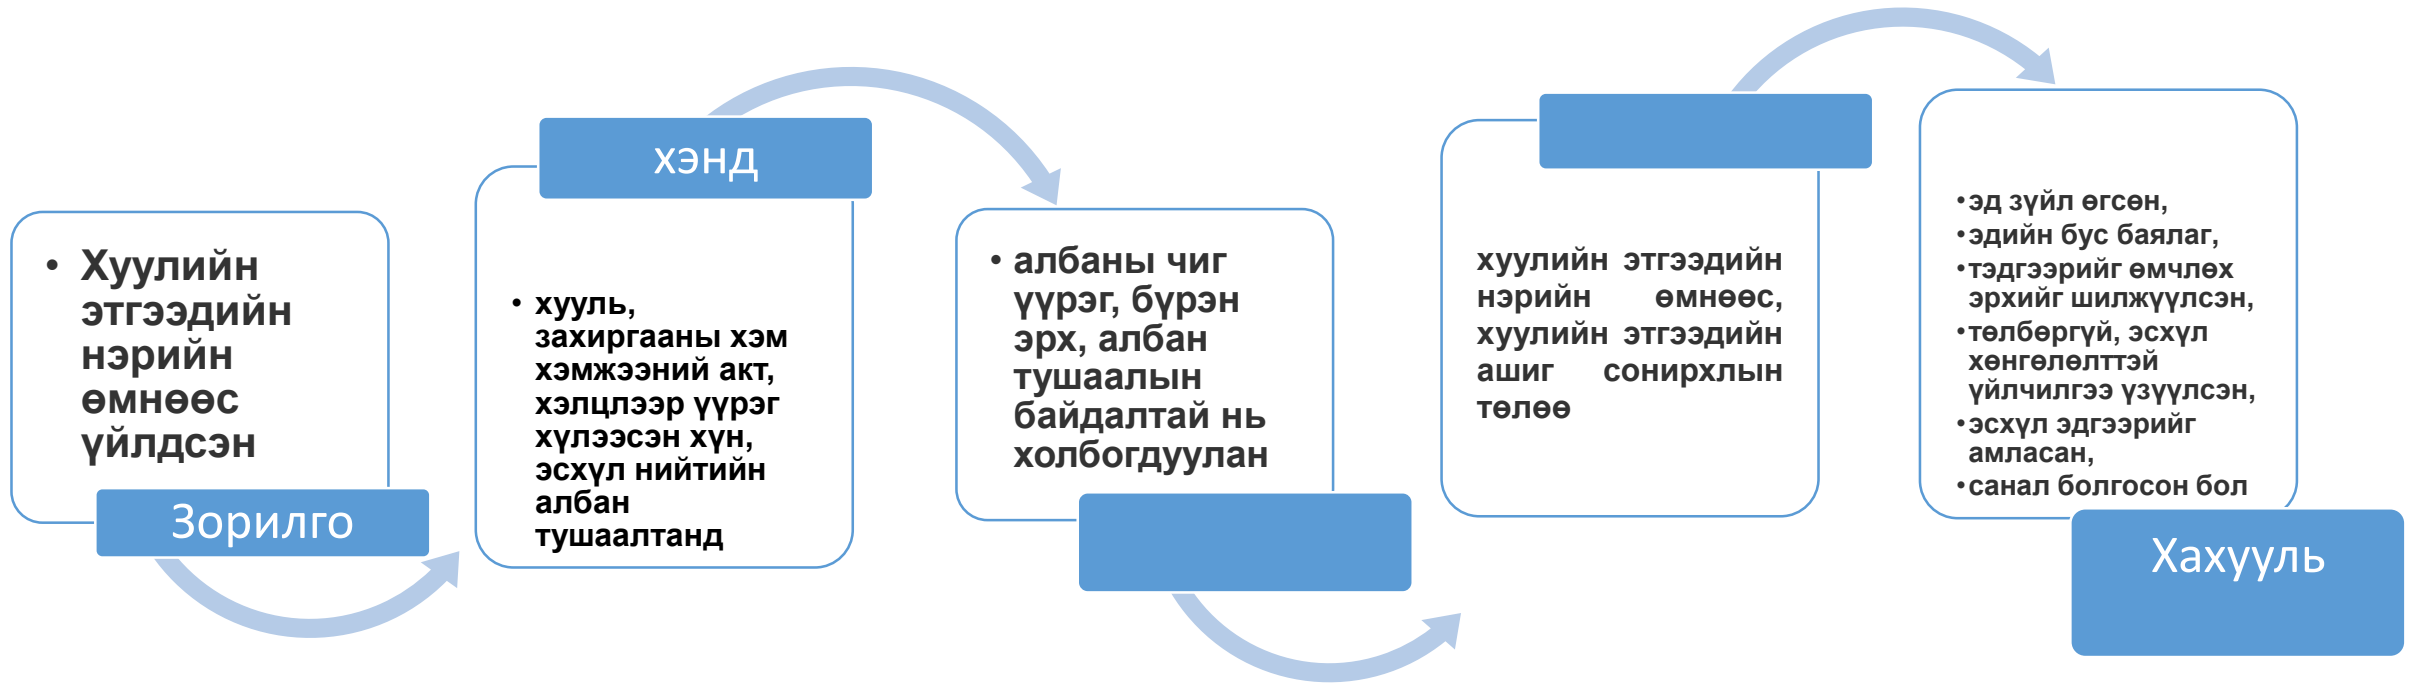 • Хуулийн
этгээдийн
нэрийн
өмнөөс
үйлдсэн
Зорилго
хэнд
• хууль,
захиргааны хэм
хэмжээний акт,
хэлцлээр үүрэг
хүлээсэн хүн,
эсхүл нийтийн
албан
тушаалтанд
• албаны чиг
үүрэг, бүрэн
эрх, албан
тушаалын
байдалтай нь
холбогдуулан
хуулийн этгээдийн
нэрийн өмнөөс,
хуулийн этгээдийн
ашиг сонирхлын
төлөө
•эд зүйл өгсөн,
•эдийн бус баялаг,
•тэдгээрийг өмчлөх
эрхийг шилжүүлсэн,
•төлбөргүй, эсхүл
хөнгөлөлттэй
үйлчилгээ үзүүлсэн,
•эсхүл эдгээрийг
амласан,
•санал болгосон бол
Хахууль